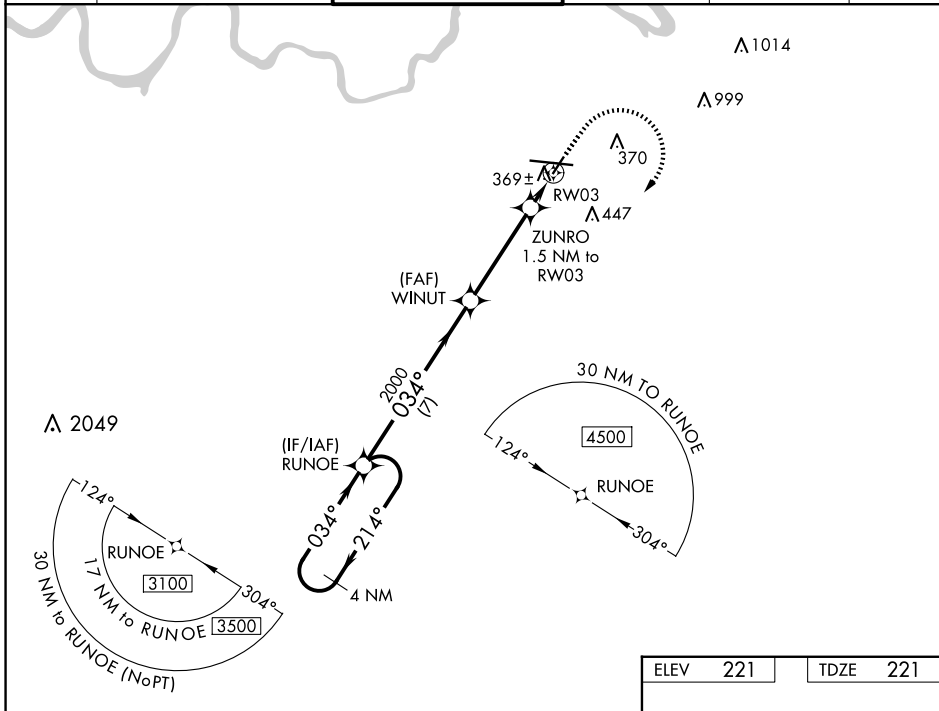 1014
999
370
369±
RW03
447
ZUNRO
1.5 NM to
RW03
(FAF)
WINUT
2000
034°
(7)
30 NM TO RUNOE
4500
124°
RUNOE
304°
2049
(IF/IAF)
RUNOE
034°
214°
4 NM
124°
RUNOE
3100
304°
17 NM to RUNOE
3500
30 NM to RUNOE (NoPT)
ELEV 221
TDZE 221